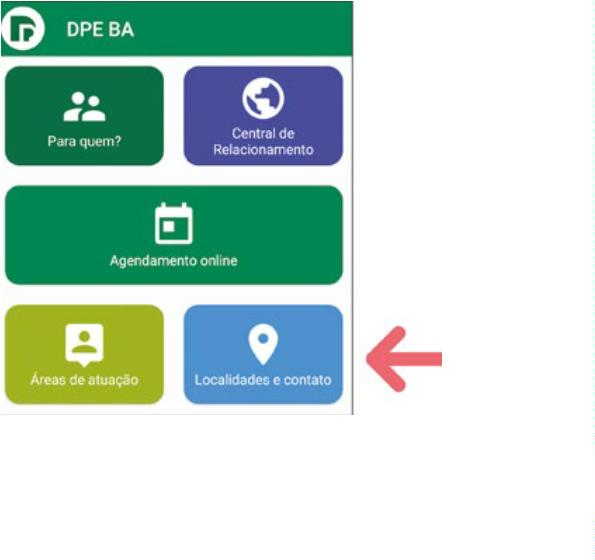 DPE BA
Para quem?
Central de
Relacionamento
Agendamento online
Áreas de atuação
Localidades e contato